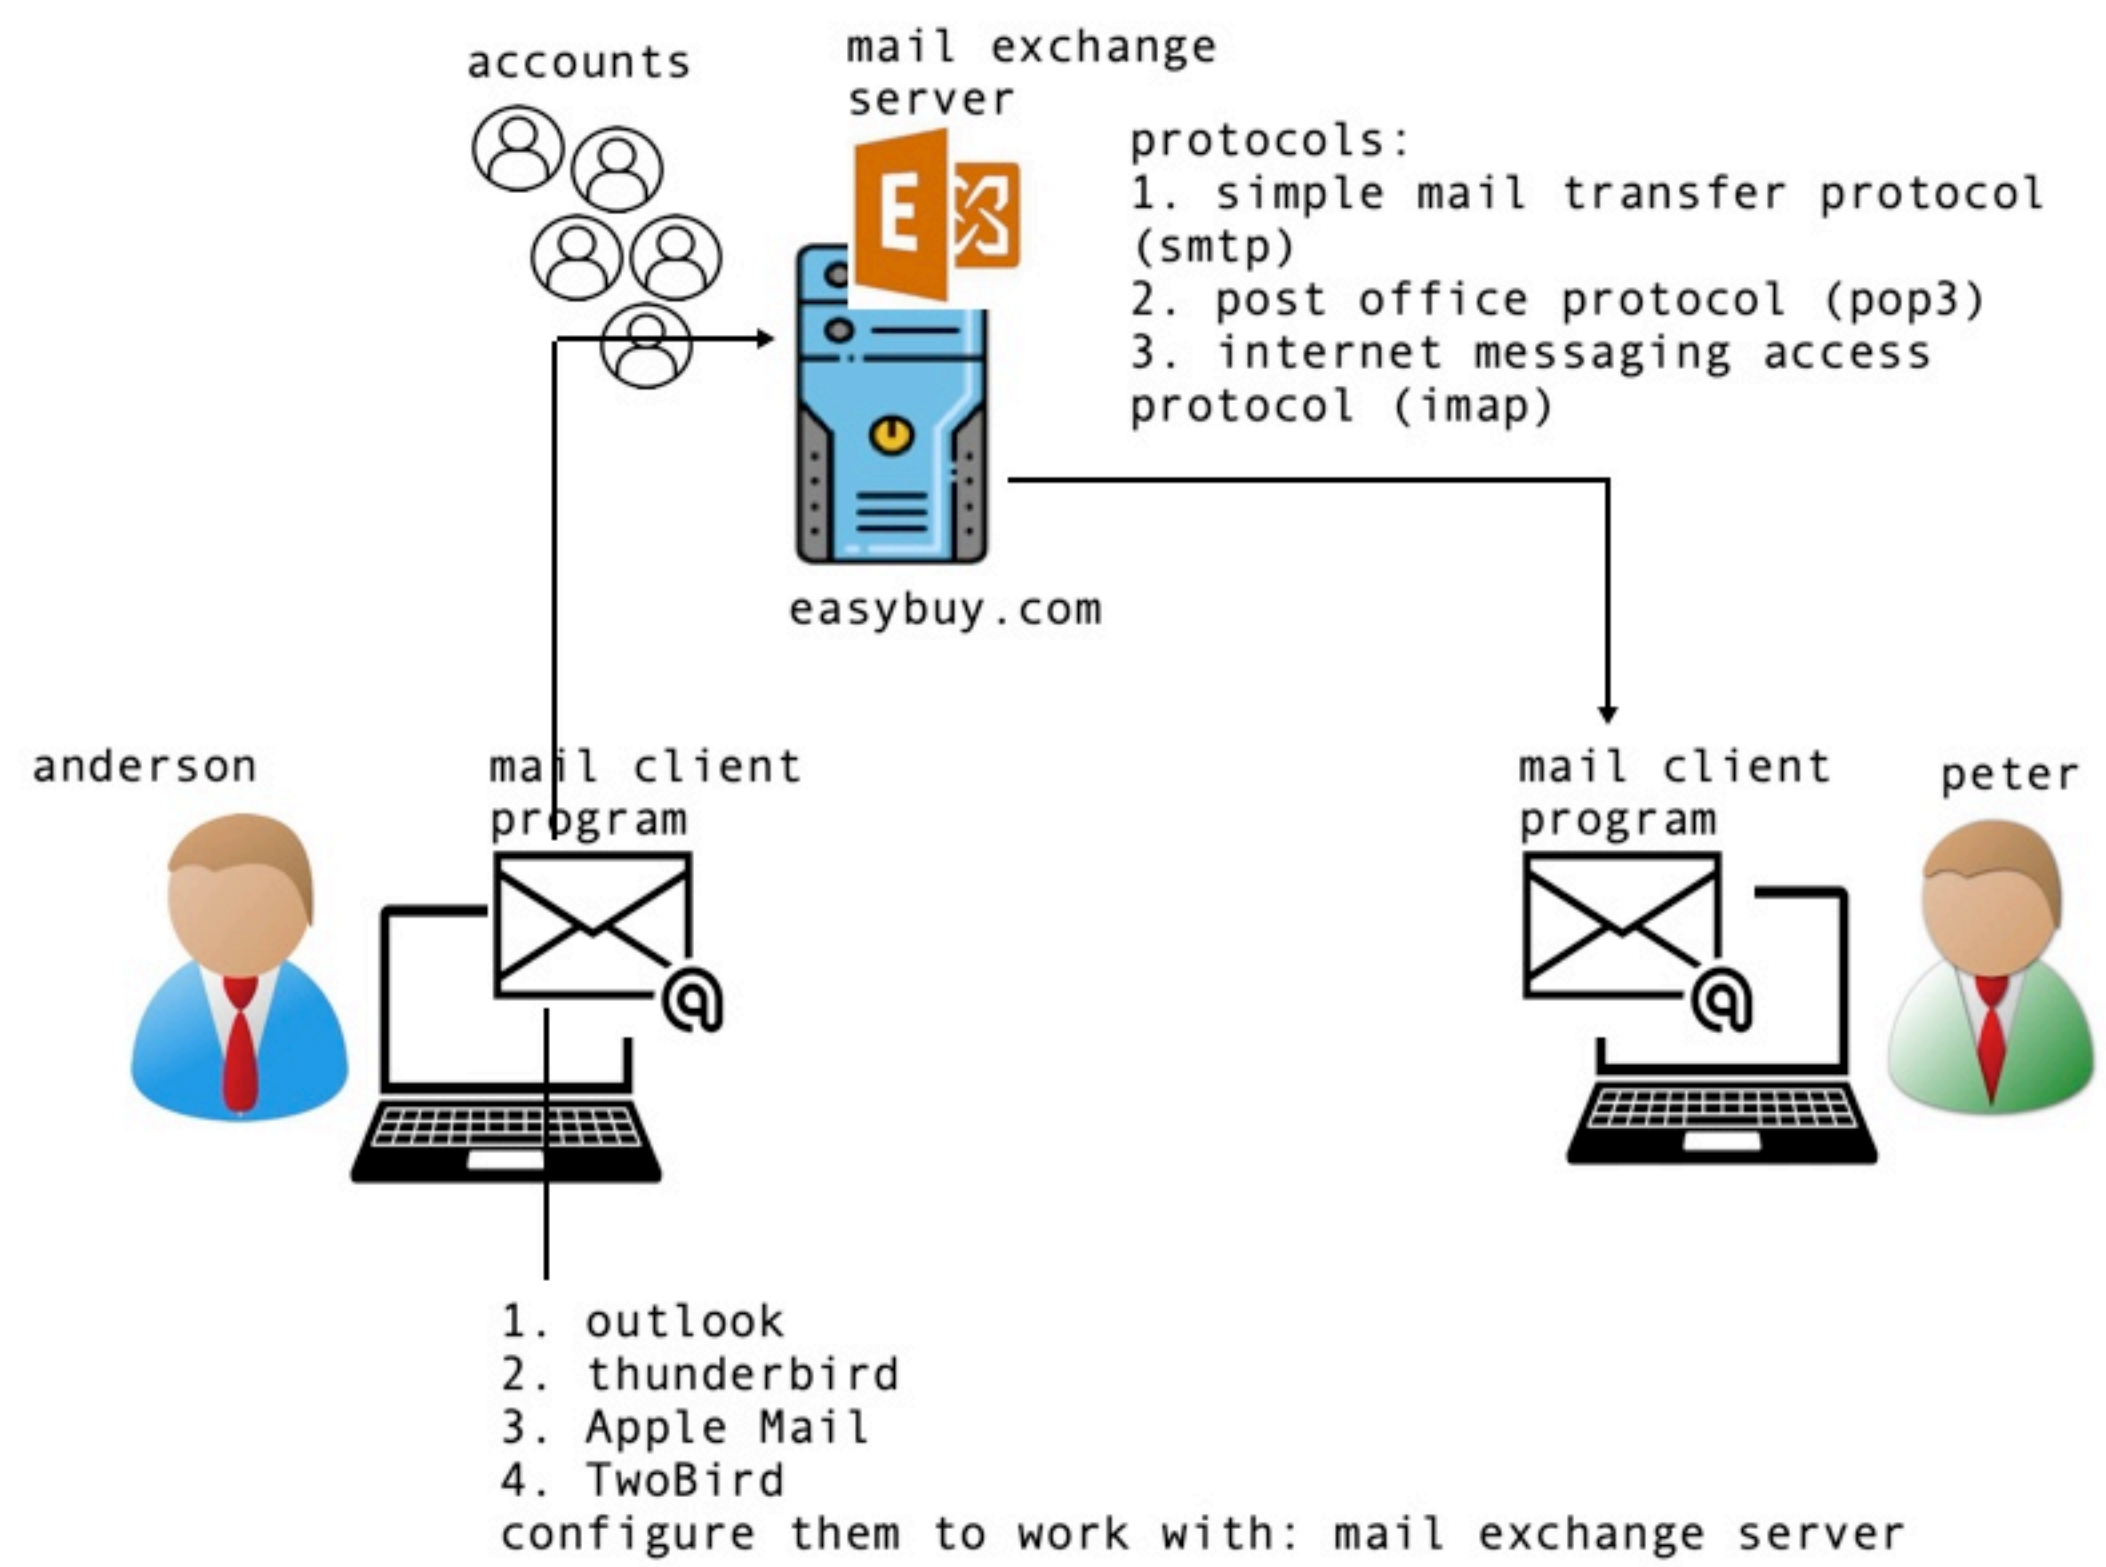 accounts
mail exchange
server
E
protocols:
1. simple mail transfer protocol
(smtp)
2. post office protocol (pop3)
3. internet messaging access
protocol (imap)
easybuy.com
anderson
mail client
program
@
mail client
program
@
peter
1. outlook
2. thunderbird
3. Apple Mail
4. TwoBird
configure them to work with: mail exchange server